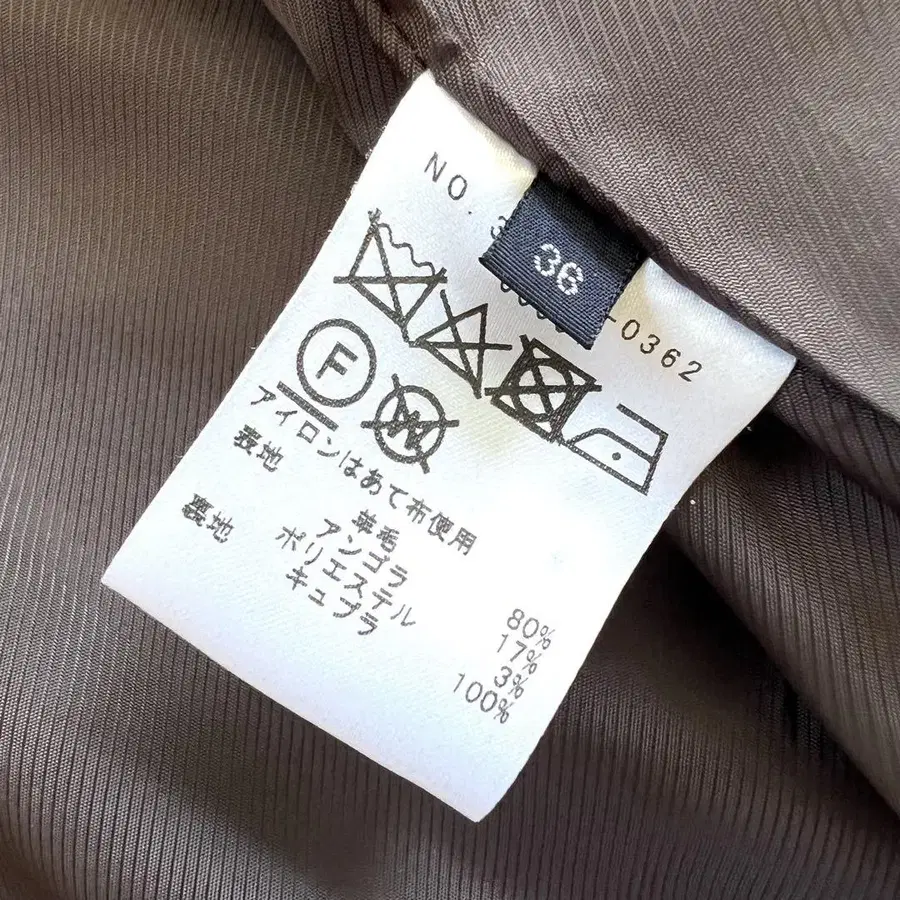 NO. 3
36
-0362
F
W
アイロンはあて布使用
表地 羊毛 80%
アンゴラ 17%
ポリエステル 3%
裏地 キュプラ 100%